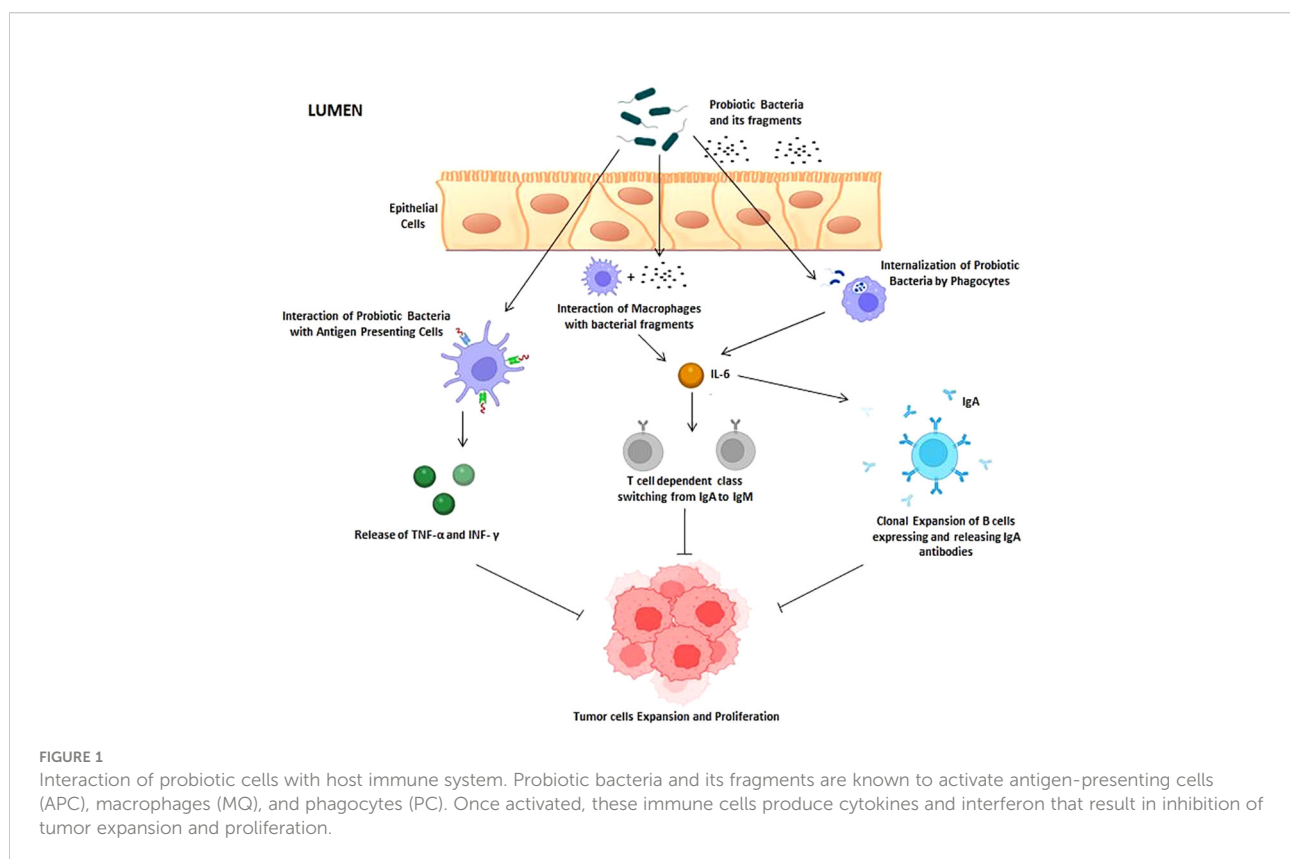 LUMEN
Probiotic Bacteria
and its fragments
Epithelial
Cells
Internalization of Probiotic
Bacteria by Phagocytes
Interaction of Macrophages
with bacterial fragments
+
Interaction of Probiotic Bacteria
with Antigen Presenting Cells
IL-6
IgA
T cell dependent class
switching from IgA to IgM
Release of TNF-α and INF- γ
Clonal Expansion of B cells
expressing and releasing IgA
antibodies
Tumor cells Expansion and Proliferation
FIGURE 1
Interaction of probiotic cells with host immune system. Probiotic bacteria and its fragments are known to activate antigen-presenting cells
(APC), macrophages (MQ), and phagocytes (PC). Once activated, these immune cells produce cytokines and interferon that result in inhibition of
tumor expansion and proliferation.